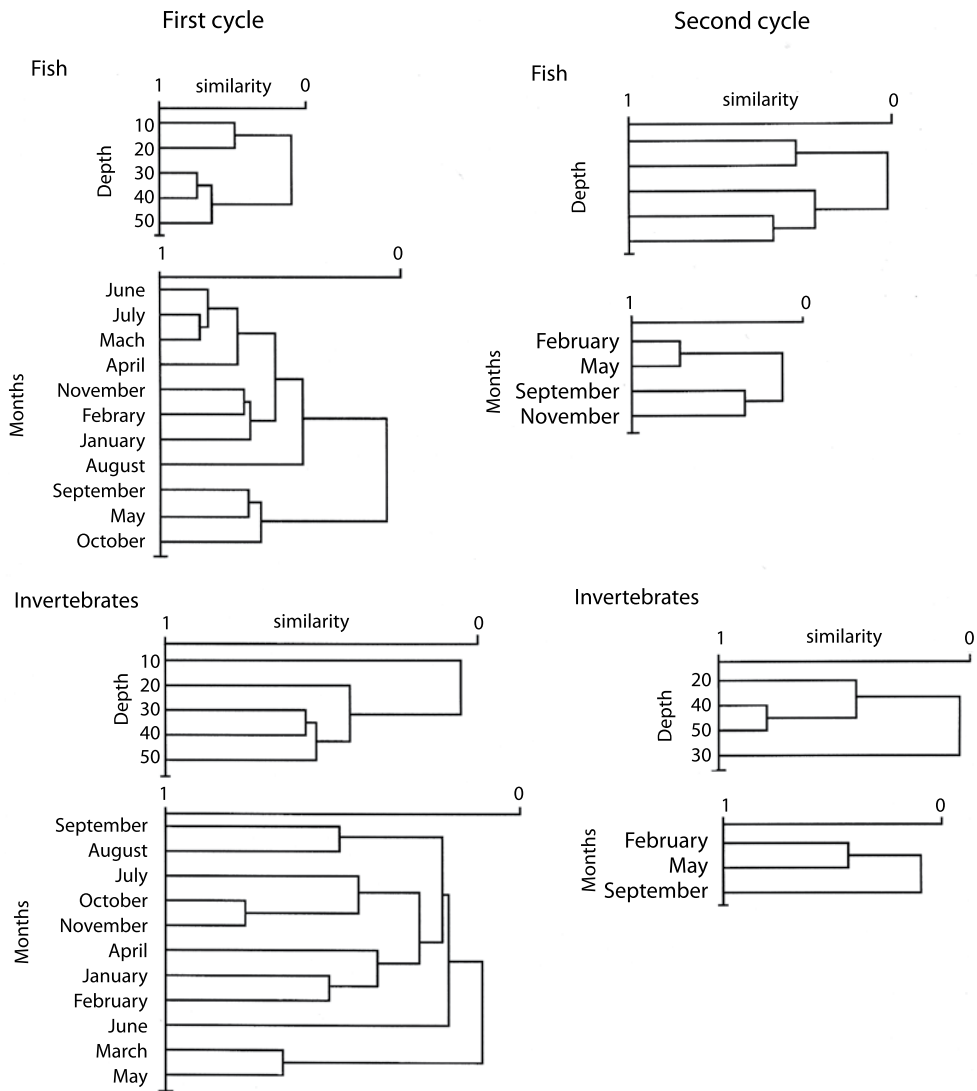 First cycle
Fish
1 similarity 0
Depth
10
20
30
40
50
1 0
Months
June
July
Mach
April
November
Febrary
January
August
September
May
October
Invertebrates
1 similarity 0
Depth
10
20
30
40
50
1 0
Months
September
August
July
October
November
April
January
February
June
March
May
Second cycle
Fish
1 similarity 0
Depth
1 0
Months
February
May
September
November
Invertebrates
1 similarity 0
Depth
20
40
50
30
1 0
Months
February
May
September